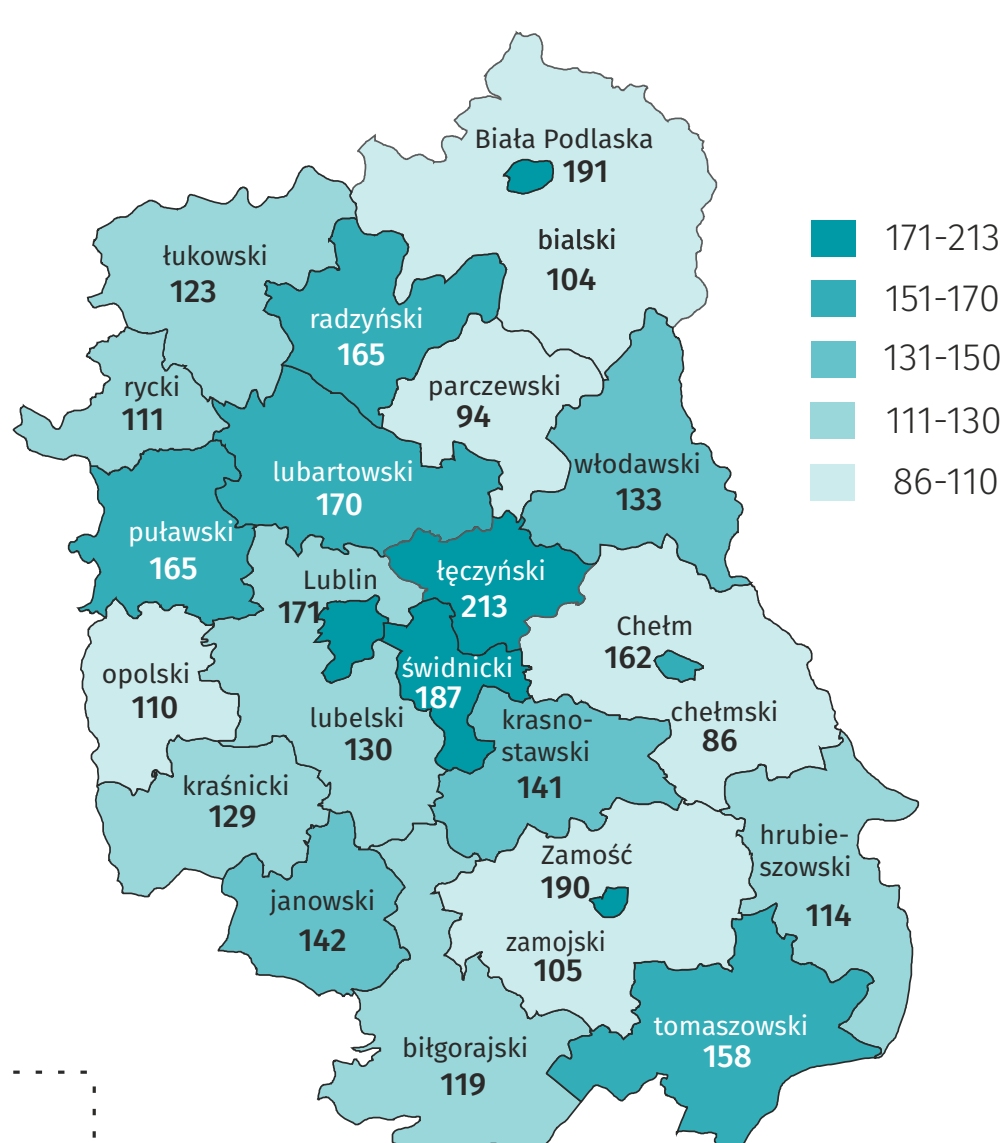 Biała Podlaska
191
bialski
104
171-213
151-170
131-150
111-130
86-110
łukowski
123
radzyński
165
rycki
111
parczewski
94
lubartowski
170
włodawski
133
puławski
165
Lublin
171
łęczyński
213
Chełm
162
opolski
110
świdnicki
187
lubelski
130
krasno-
stawski
141
chełmski
86
kraśnicki
129
Zamość
190
hrubie-
szowski
114
janowski
142
zamojski
105
tomaszowski
158
biłgorajski
119